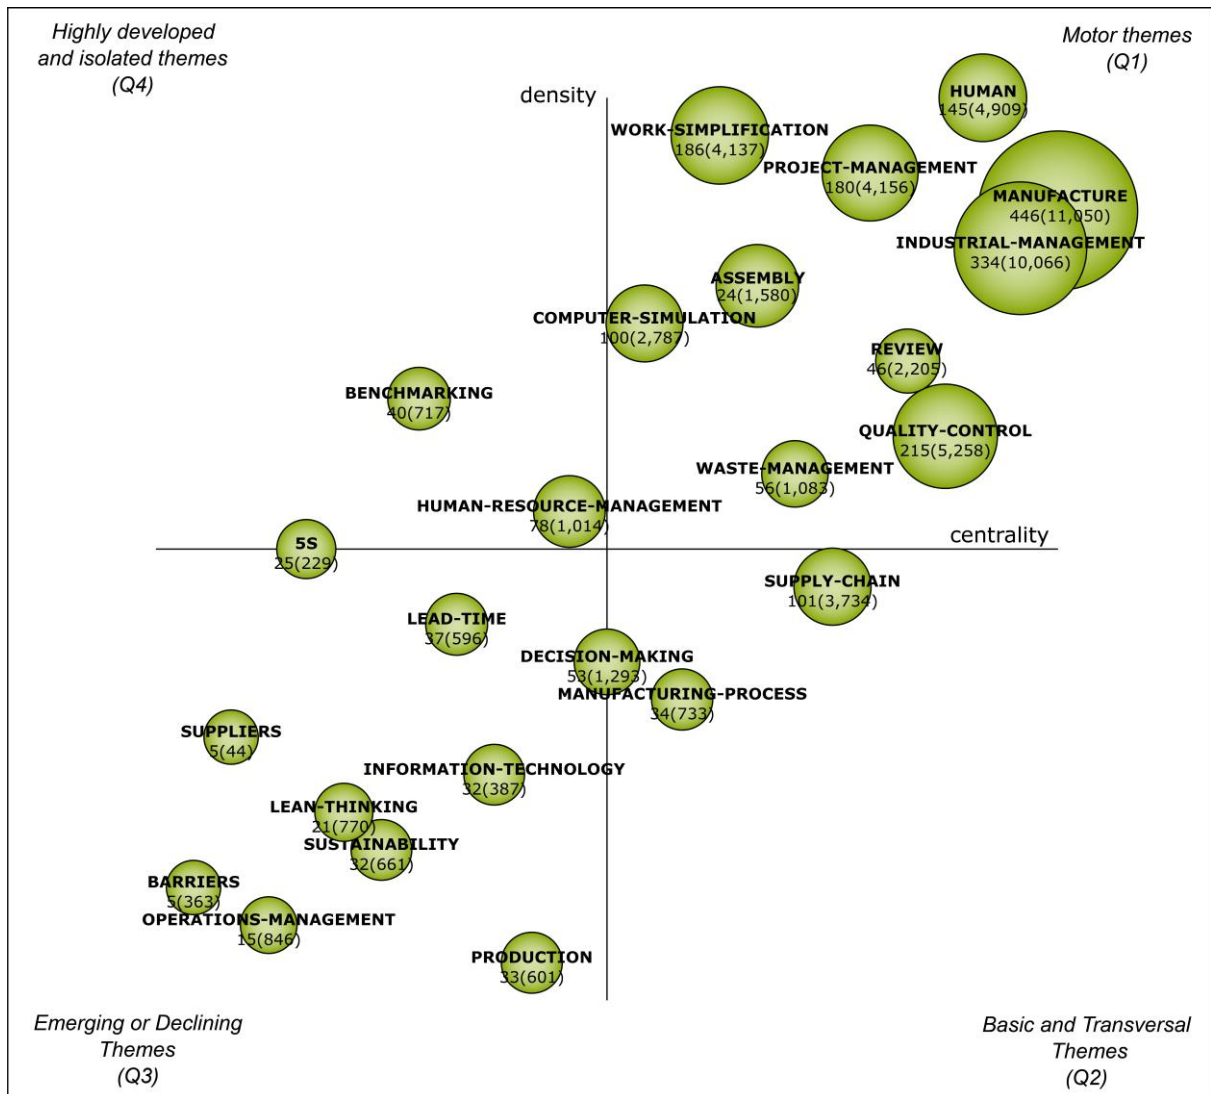 Highly developed
and isolated themes
(Q4)
Motor themes
(Q1)
density
HUMAN
145(4,909)
WORK-SIMPLIFICATION
186(4,137)
PROJECT-MANAGEMENT
180(4,156)
MANUFACTURE
446(11,050)
INDUSTRIAL-MANAGEMENT
334(10,066)
ASSEMBLY
24(1,580)
COMPUTER-SIMULATION
100(2,787)
REVIEW
46(2,205)
BENCHMARKING
40(717)
QUALITY-CONTROL
215(5,258)
WASTE-MANAGEMENT
56(1,083)
HUMAN-RESOURCE-MANAGEMENT
78(1,014)
centrality
5S
25(229)
SUPPLY-CHAIN
101(3,734)
LEAD-TIME
37(596)
DECISION-MAKING
53(1,293)
MANUFACTURING-PROCESS
34(733)
SUPPLIERS
5(44)
INFORMATION-TECHNOLOGY
32(387)
LEAN-THINKING
21(770)
SUSTAINABILITY
32(661)
BARRIERS
5(363)
OPERATIONS-MANAGEMENT
15(846)
PRODUCTION
33(601)
Emerging or Declining
Themes
(Q3)
Basic and Transversal
Themes
(Q2)